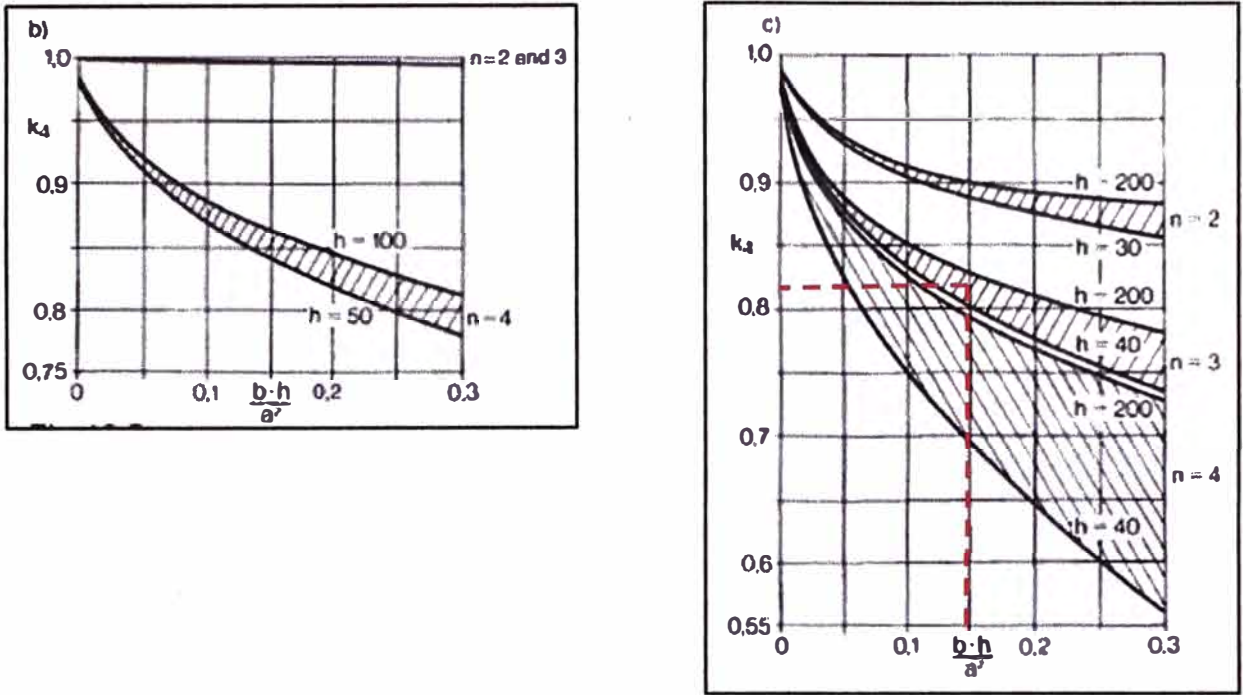 b)
1,0
n=2 and 3
k4
0,9
h = 100
0,8
h = 50
n=4
0,75
0
0,1
b·h
0,2
0,3
c)
1,0
h - 200
0,9
n = 2
h = 30
h - 200
0,8
h = 40
n = 3
h - 200
0,7
n = 4
h = 40
0,6
0,55
0
0,1
b·h
0,2
0,3